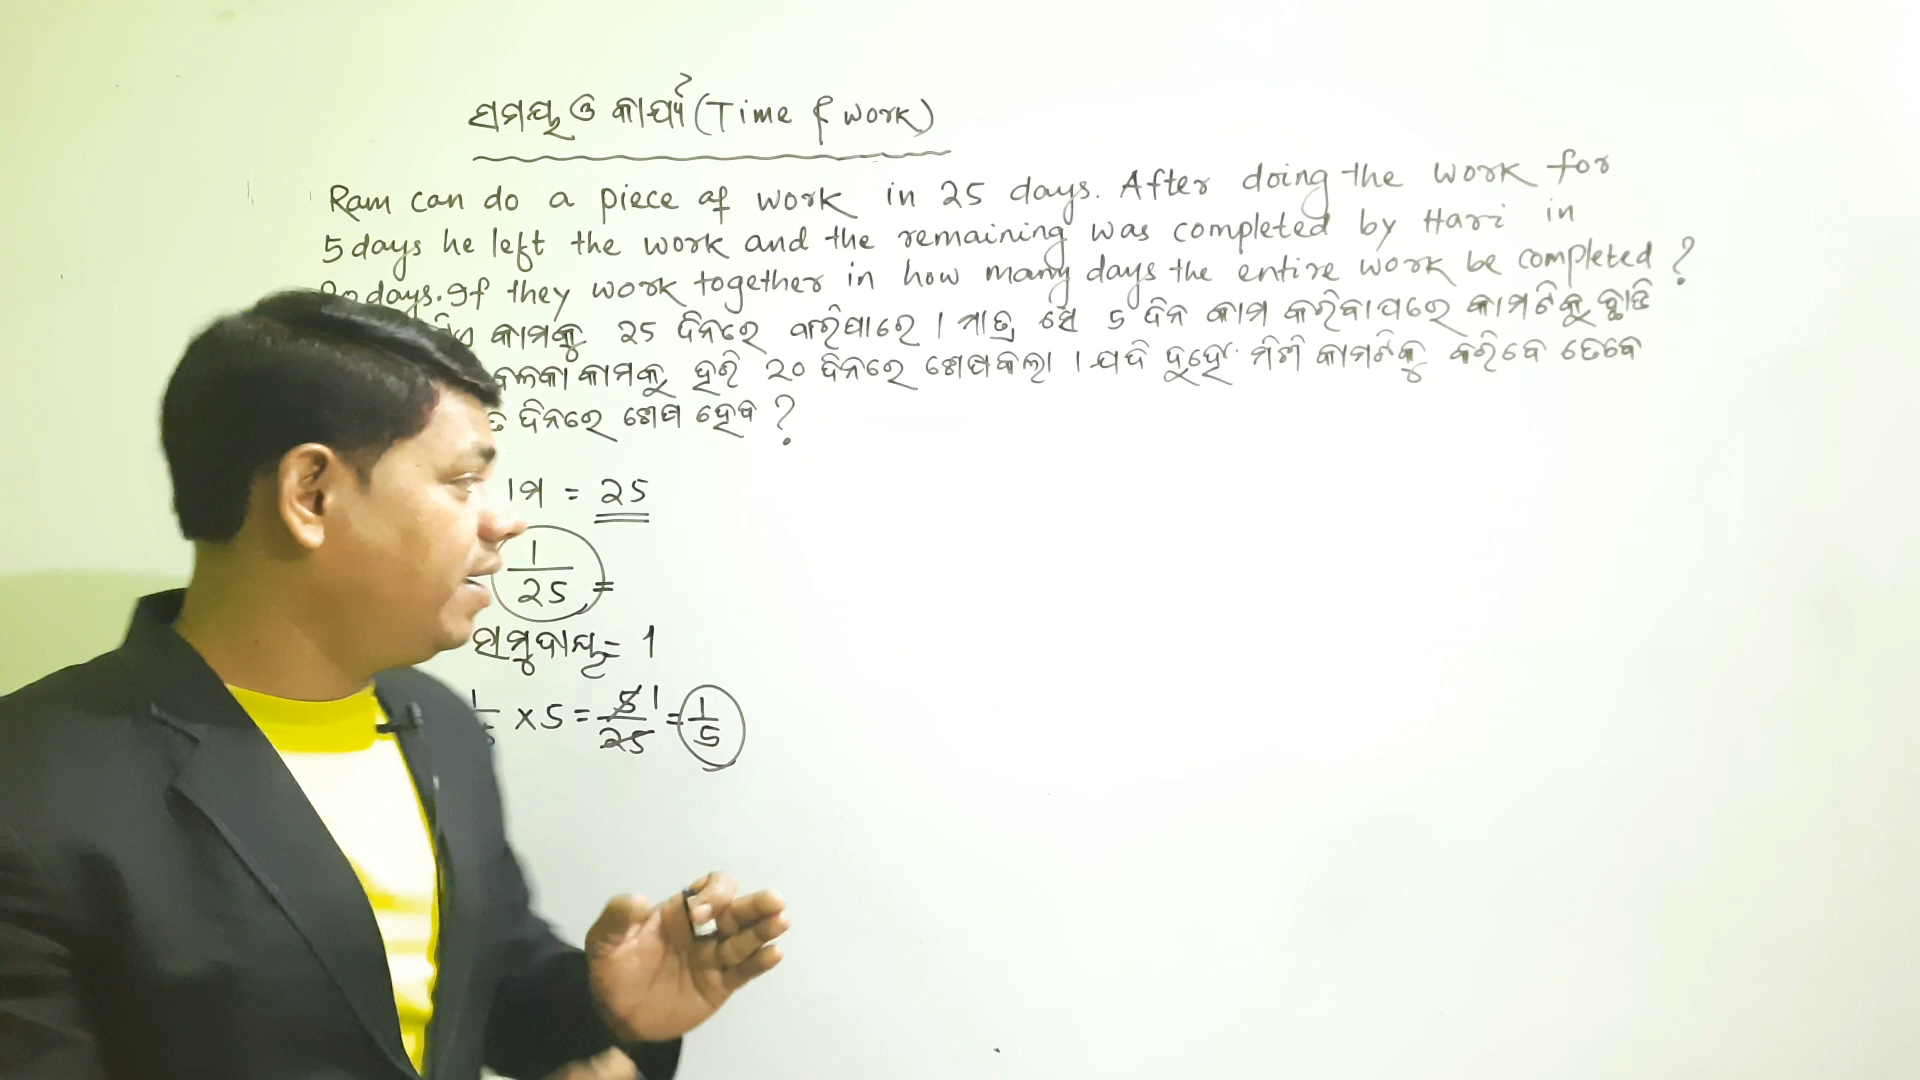 ସମୟ ଓ କାର୍ଯ୍ୟ (Time & work)
Ram can do a piece of work in 25 days. After doing the work for
5 days he left the work and the remaining was completed by Hari in
days. If they work together in how many days the entire work be completed ?
କାମକୁ 25 ଦିନରେ କରିପାରେ । ମାତ୍ର ସେ 5 ଦିନ କାମ କରିବାପରେ କାମଟିକୁ ଛାଡି
କାମକୁ ହରି 20 ଦିନରେ ଶେଷକଲା । ଯଦି ଦୁହେଁ ମିଶି କାମଟିକୁ କରିବେ ତେବେ
ଦିନରେ ଶେଷ ହେବ ?
= 25
1/25 =
ସମୁଦାୟ = 1
× 5 = 5/25 1 = 1/5